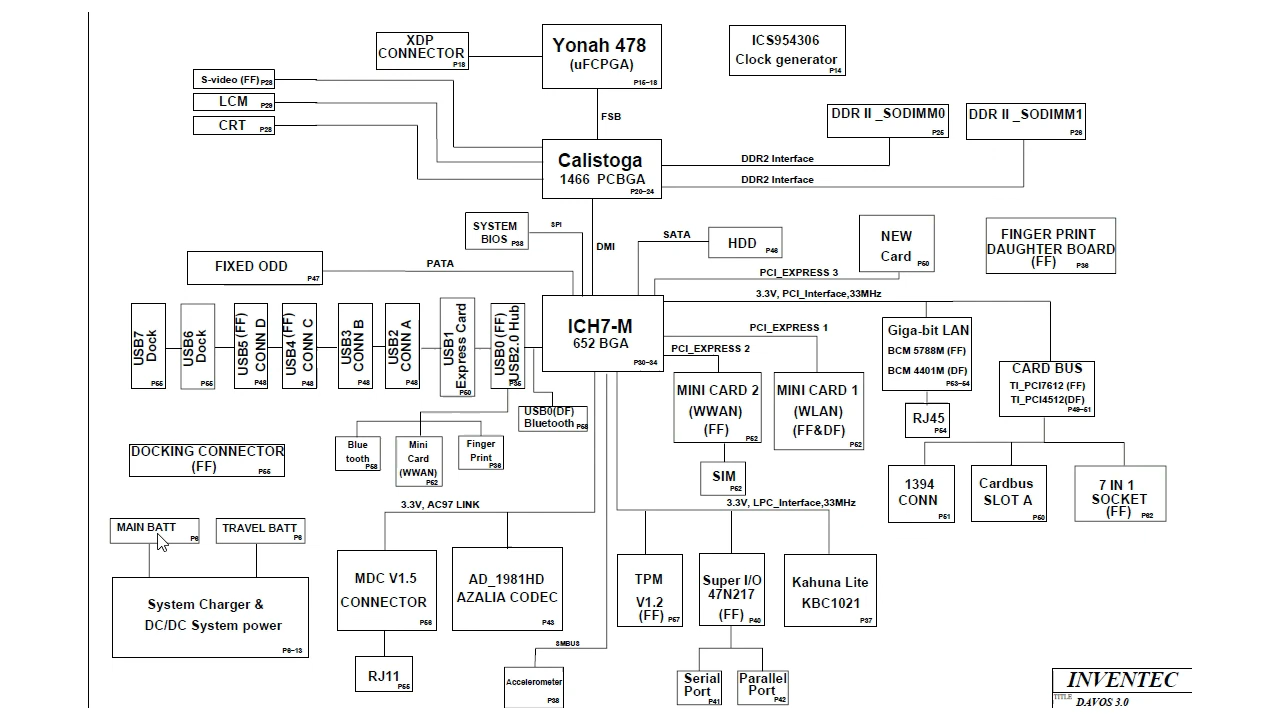 XDP
CONNECTOR
P18
Yonah 478
(uFCPGA)
P15~18
ICS954306
Clock generator
P14
S-video (FF) P28
LCM P29
CRT P28
FSB
DDR II _SODIMM0
P25
DDR II _SODIMM1
P26
Calistoga
1466 PCBGA
P20~24
DDR2 Interface
DDR2 Interface
SYSTEM
BIOS P38
SPI
DMI
SATA
HDD P46
NEW
Card
P50
FINGER PRINT
DAUGHTER BOARD
(FF) P36
FIXED ODD
P47
PATA
PCI_EXPRESS 3
3.3V, PCI_Interface,33MHz
USB7
Dock
P55
USB6
Dock
P55
USB5 (FF)
CONN D
P48
USB4 (FF)
CONN C
P48
USB3
CONN B
P48
USB2
CONN A
P48
USB1
Express Card
P50
USB0 (FF)
USB2.0 Hub
P35
ICH7-M
652 BGA
P30~34
PCI_EXPRESS 1
PCI_EXPRESS 2
Giga-bit LAN
BCM 5788M (FF)
BCM 4401M (DF)
P53~54
CARD BUS
TI_PCI7612 (FF)
TI_PCI4512(DF)
P49~51
MINI CARD 2
(WWAN)
(FF)
P52
MINI CARD 1
(WLAN)
(FF&DF)
P52
RJ45
P54
USB0(DF)
Bluetooth P58
Blue
tooth
P58
Mini
Card
(WWAN)
P52
Finger
Print
P36
DOCKING CONNECTOR
(FF) P55
SIM
P52
1394
CONN
P51
Cardbus
SLOT A
P50
7 IN 1
SOCKET
(FF) P62
3.3V, AC97 LINK
3.3V, LPC_Interface,33MHz
MAIN BATT
P6
TRAVEL BATT
P6
System Charger &
DC/DC System power
P6~13
MDC V1.5
CONNECTOR
P56
AD_1981HD
AZALIA CODEC
P43
TPM
V1.2
(FF) P57
Super I/O
47N217
(FF) P40
Kahuna Lite
KBC1021
P37
SMBUS
RJ11
P55
Accelerometer
P38
Serial
Port
P41
Parallel
Port
P42
INVENTEC
TITLE
DAVOS 3.0